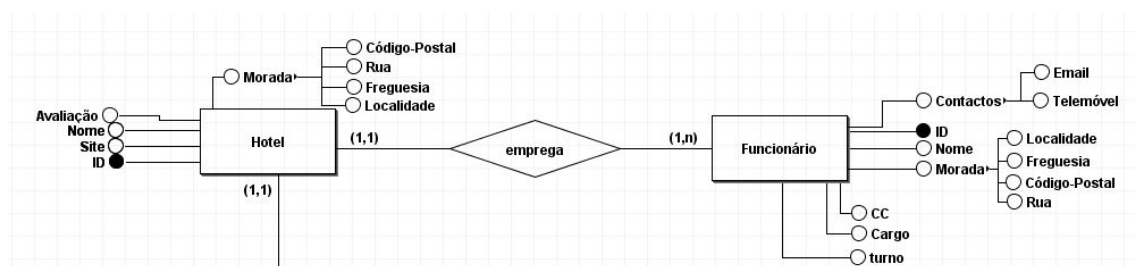 Código-Postal
Rua
Morada
Freguesia
Localidade
Avaliação
Nome
Site
ID
Hotel
(1,1)
(1,1)
emprega
(1,n)
Funcionário
Email
Contactos
Telemóvel
ID
Nome
Morada
Localidade
Freguesia
Código-Postal
Rua
CC
Cargo
turno